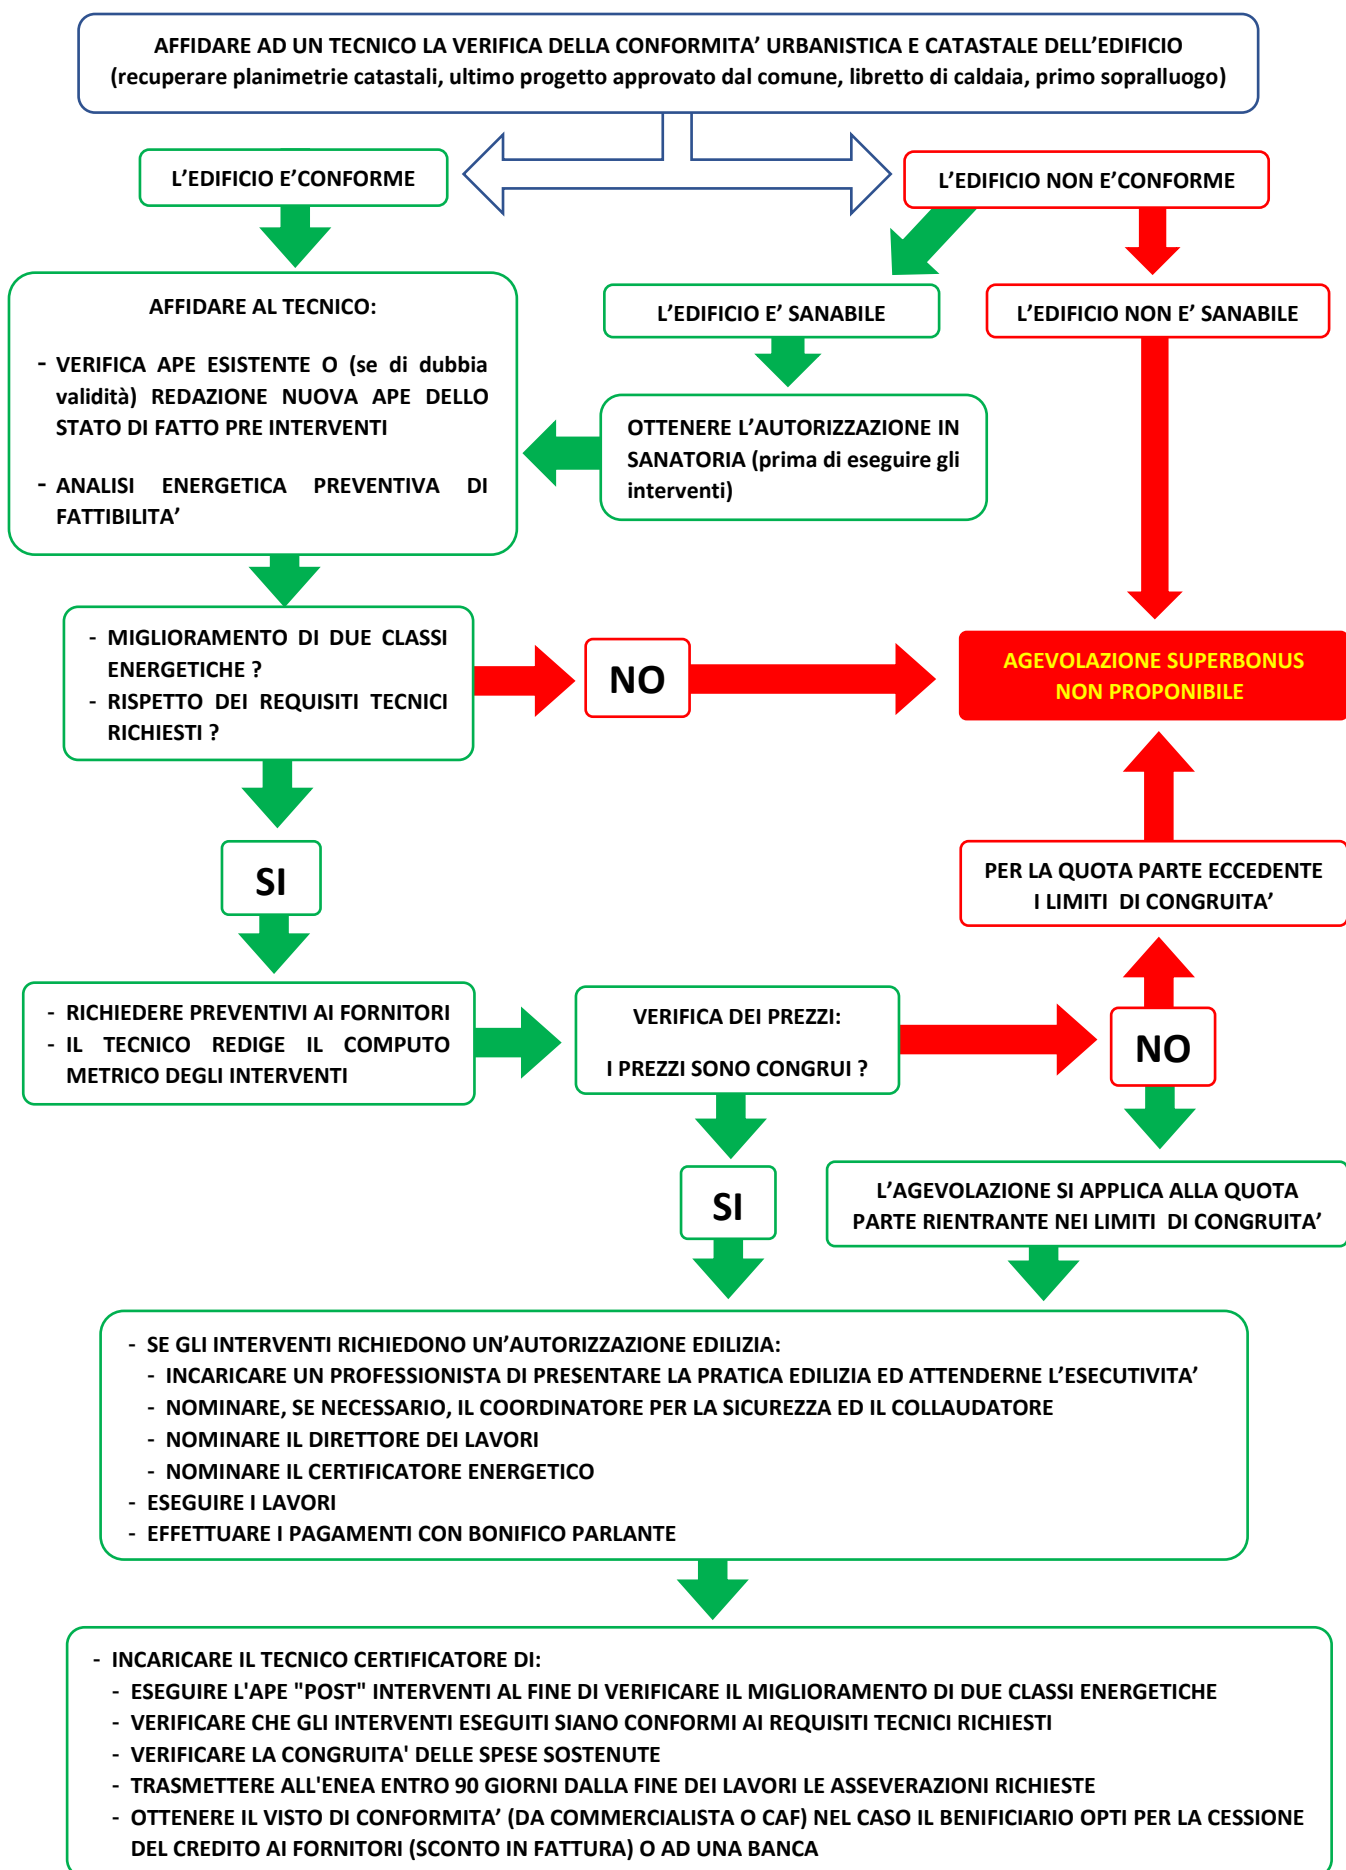 AFFIDARE AD UN TECNICO LA VERIFICA DELLA CONFORMITA’ URBANISTICA E CATASTALE DELL’EDIFICIO
(recuperare planimetrie catastali, ultimo progetto approvato dal comune, libretto di caldaia, primo sopralluogo)
L’EDIFICIO E’CONFORME
L’EDIFICIO NON E’CONFORME
AFFIDARE AL TECNICO:
- VERIFICA APE ESISTENTE O (se di dubbia
validità) REDAZIONE NUOVA APE DELLO
STATO DI FATTO PRE INTERVENTI
- ANALISI ENERGETICA PREVENTIVA DI
FATTIBILITA’
L’EDIFICIO E’ SANABILE
L’EDIFICIO NON E’ SANABILE
OTTENERE L’AUTORIZZAZIONE IN
SANATORIA (prima di eseguire gli
interventi)
- MIGLIORAMENTO DI DUE CLASSI
ENERGETICHE ?
- RISPETTO DEI REQUISITI TECNICI
RICHIESTI ?
NO
AGEVOLAZIONE SUPERBONUS
NON PROPONIBILE
SI
PER LA QUOTA PARTE ECCEDENTE
I LIMITI DI CONGRUITA’
- RICHIEDERE PREVENTIVI AI FORNITORI
- IL TECNICO REDIGE IL COMPUTO
METRICO DEGLI INTERVENTI
VERIFICA DEI PREZZI:
I PREZZI SONO CONGRUI ?
NO
SI
L’AGEVOLAZIONE SI APPLICA ALLA QUOTA
PARTE RIENTRANTE NEI LIMITI DI CONGRUITA’
- SE GLI INTERVENTI RICHIEDONO UN’AUTORIZZAZIONE EDILIZIA:
- INCARICARE UN PROFESSIONISTA DI PRESENTARE LA PRATICA EDILIZIA ED ATTENDERNE L’ESECUTIVITA’
- NOMINARE, SE NECESSARIO, IL COORDINATORE PER LA SICUREZZA ED IL COLLAUDATORE
- NOMINARE IL DIRETTORE DEI LAVORI
- NOMINARE IL CERTIFICATORE ENERGETICO
- ESEGUIRE I LAVORI
- EFFETTUARE I PAGAMENTI CON BONIFICO PARLANTE
- INCARICARE IL TECNICO CERTIFICATORE DI:
- ESEGUIRE L'APE "POST" INTERVENTI AL FINE DI VERIFICARE IL MIGLIORAMENTO DI DUE CLASSI ENERGETICHE
- VERIFICARE CHE GLI INTERVENTI ESEGUITI SIANO CONFORMI AI REQUISITI TECNICI RICHIESTI
- VERIFICARE LA CONGRUITA' DELLE SPESE SOSTENUTE
- TRASMETTERE ALL'ENEA ENTRO 90 GIORNI DALLA FINE DEI LAVORI LE ASSEVERAZIONI RICHIESTE
- OTTENERE IL VISTO DI CONFORMITA’ (DA COMMERCIALISTA O CAF) NEL CASO IL BENIFICIARIO OPTI PER LA CESSIONE
DEL CREDITO AI FORNITORI (SCONTO IN FATTURA) O AD UNA BANCA